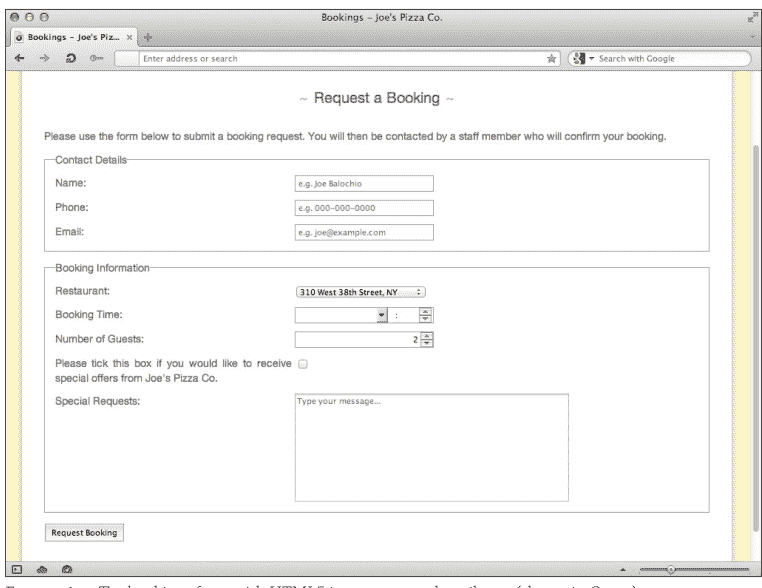 Bookings – Joe's Pizza Co.
Bookings – Joe's Piz...
Enter address or search
Search with Google
~ Request a Booking ~
Please use the form below to submit a booking request. You will then be contacted by a staff member who will confirm your booking.
Contact Details
Name:
e.g. Joe Balochio
Phone:
e.g. 000-000-0000
Email:
e.g. joe@example.com
Booking Information
Restaurant:
310 West 38th Street, NY
Booking Time:
:
Number of Guests:
2
Please tick this box if you would like to receive
special offers from Joe's Pizza Co.
Special Requests:
Type your message...
Request Booking